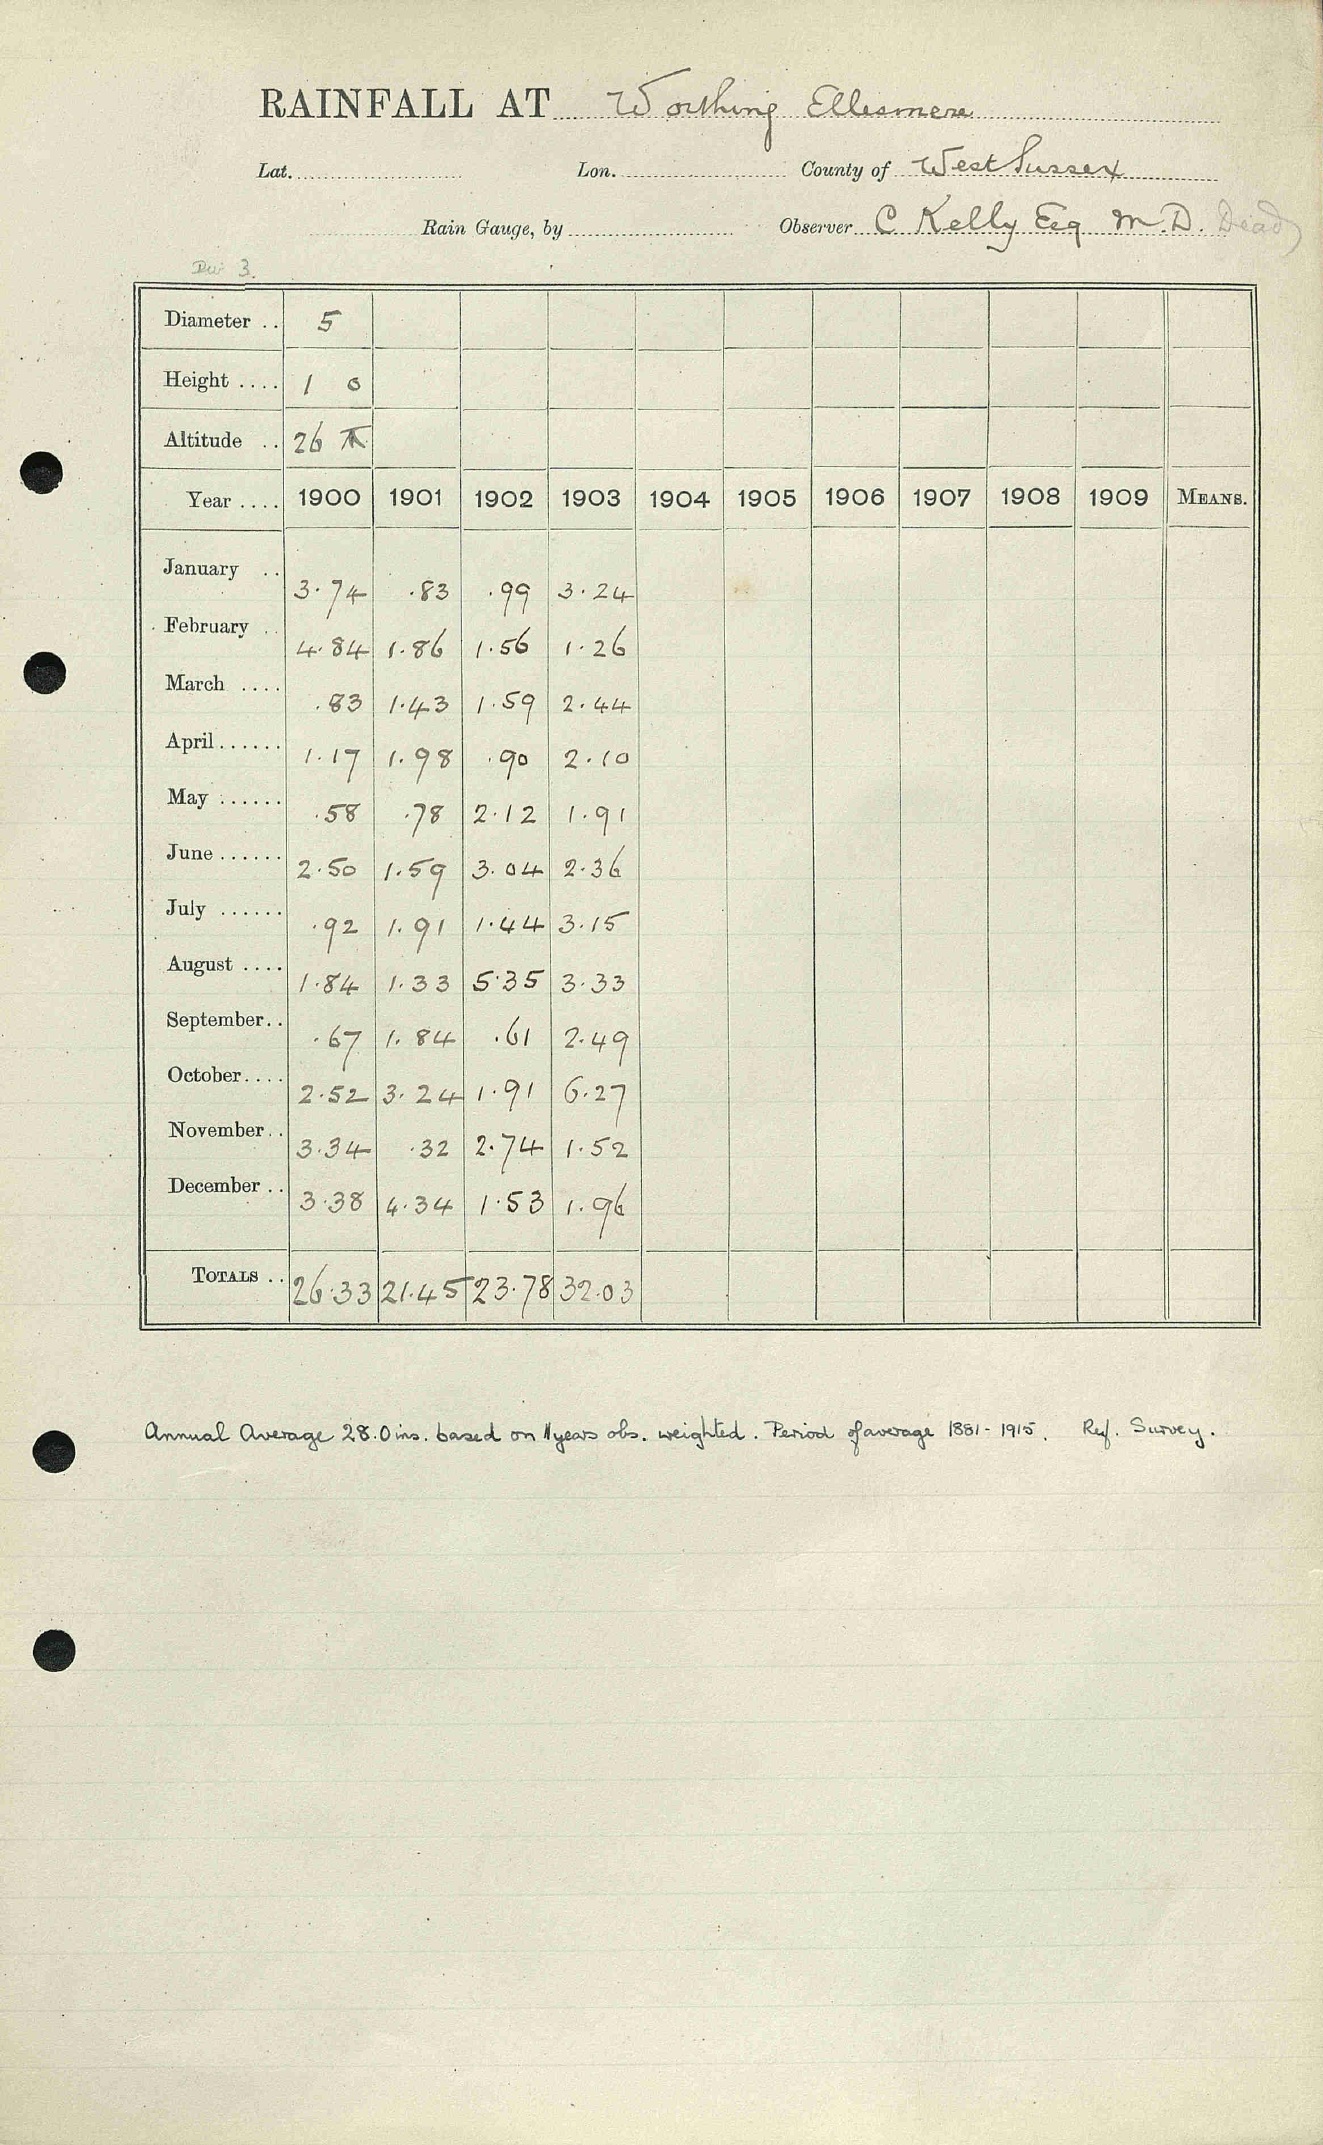 RAINFALL AT Worthing Ellesmere
Lat. Lon. County of West Sussex
Rain Gauge, by Observer C Kelly Esq M.D. Dead
Div 3.
Diameter .. 5
Height .... 1 0
Altitude .. 26
Year .... 1900 1901 1902 1903 1904 1905 1906 1907 1908 1909 MEANS.
January .. 3.74 .83 .99 3.24
February .. 4.84 1.86 1.56 1.26
March .... .83 1.43 1.59 2.44
April...... 1.17 1.98 .90 2.10
May ...... .58 .78 2.12 1.91
June...... 2.50 1.59 3.04 2.36
July ...... .92 1.91 1.44 3.15
August .... 1.84 1.33 5.35 3.33
September.. .67 1.84 .61 2.49
October.... 2.52 3.24 1.91 6.27
November.. 3.34 .32 2.74 1.52
December.. 3.38 4.34 1.53 1.96
TOTALS .. 26.33 21.45 23.78 32.03
Annual Average 28.0 ins. based on 11 years obs. weighted. Period of average 1881-1915. Ref. Survey.